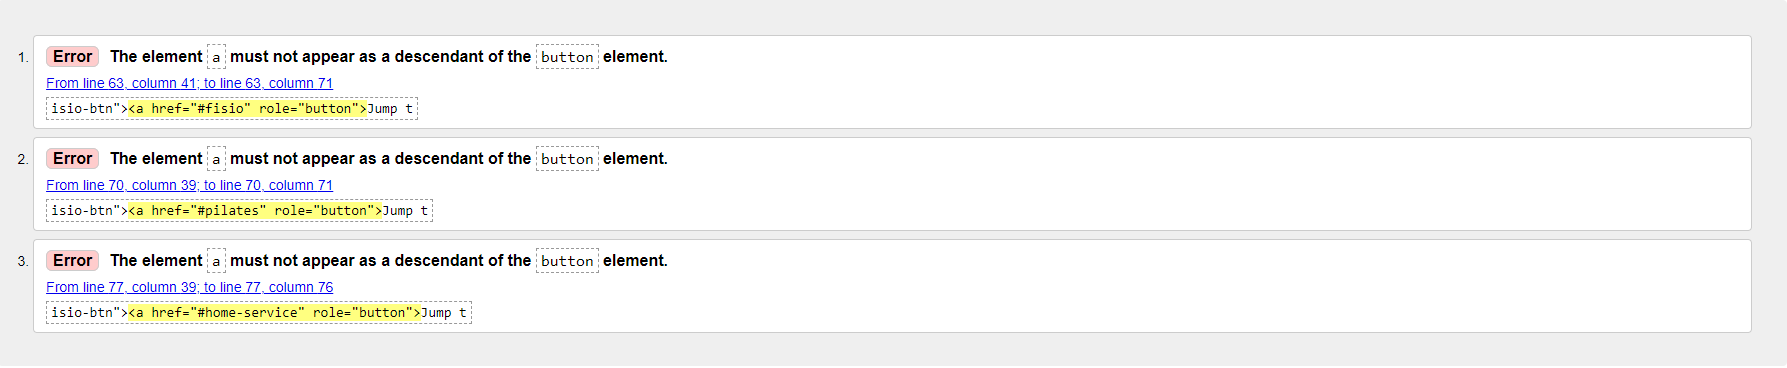 1. Error The element a must not appear as a descendant of the button element.
From line 63, column 41; to line 63, column 71
isio-btn"><a href="#fisio" role="button">Jump t
2. Error The element a must not appear as a descendant of the button element.
From line 70, column 39; to line 70, column 71
isio-btn"><a href="#pilates" role="button">Jump t
3. Error The element a must not appear as a descendant of the button element.
From line 77, column 39; to line 77, column 76
isio-btn"><a href="#home-service" role="button">Jump t